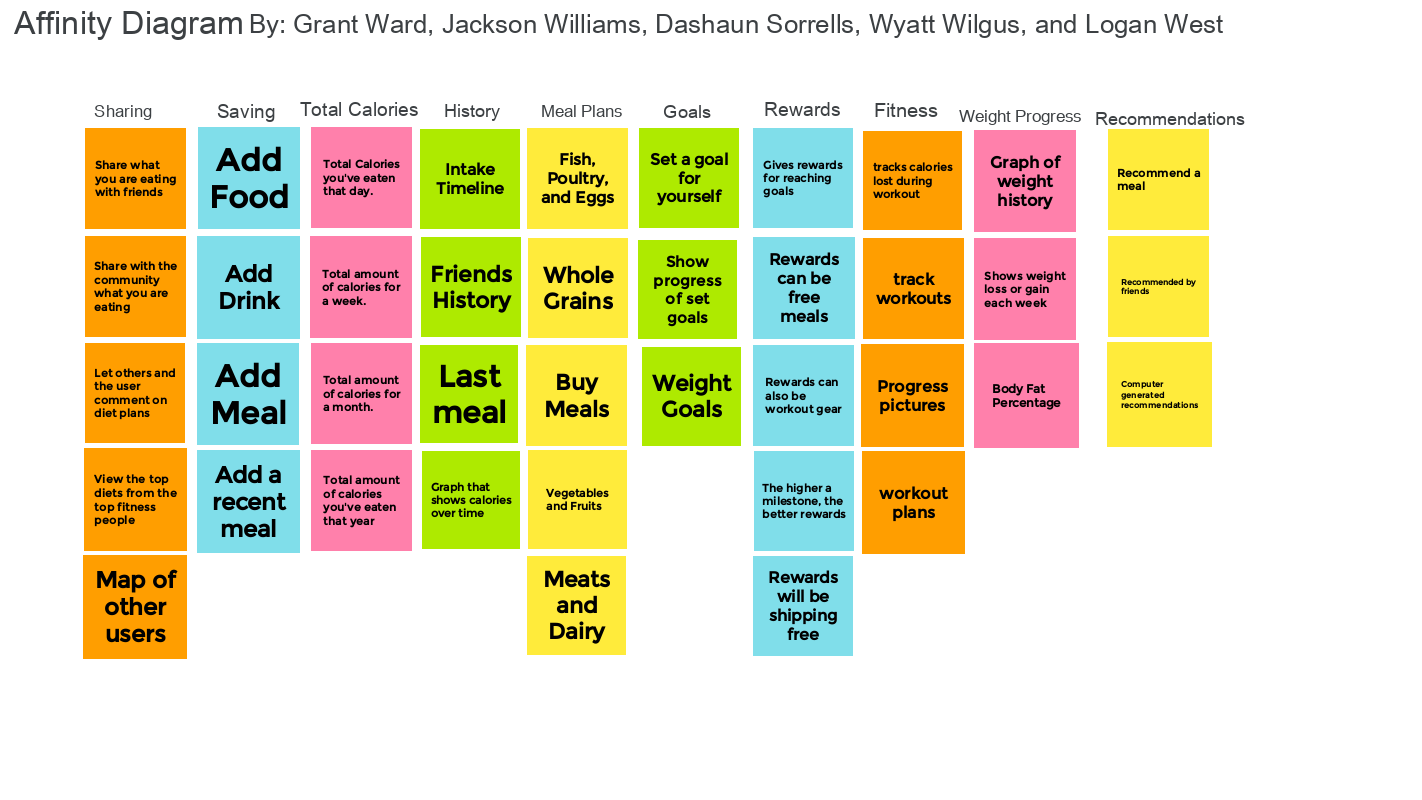 Affinity Diagram By: Grant Ward, Jackson Williams, Dashaun Sorrells, Wyatt Wilgus, and Logan West
Sharing
Share what
you are eating
with friends
Share with the
community
what you are
eating
Let others and
the user
comment on
diet plans
View the top
diets from the
top fitness
people
Map of
other
users
Saving
Add
Food
Add
Drink
Add
Meal
Add a
recent
meal
Total Calories
Total Calories
you've eaten
that day.
Total amount
of calories for
a week.
Total amount
of calories for
a month.
Total amount
of calories
you've eaten
that year
History
Intake
Timeline
Friends
History
Last
meal
Graph that
shows calories
over time
Meal Plans
Fish,
Poultry,
and Eggs
Whole
Grains
Buy
Meals
Vegetables
and Fruits
Meats
and
Dairy
Goals
Set a goal
for
yourself
Show
progress
of set
goals
Weight
Goals
Rewards
Gives rewards
for reaching
goals
Rewards
can be
free
meals
Rewards can
also be
workout gear
The higher a
milestone, the
better rewards
Rewards
will be
shipping
free
Fitness
tracks calories
lost during
workout
track
workouts
Progress
pictures
workout
plans
Weight Progress
Graph of
weight
history
Shows weight
loss or gain
each week
Body Fat
Percentage
Recommendations
Recommend a
meal
Recommended by
friends
Computer
generated
recommendations